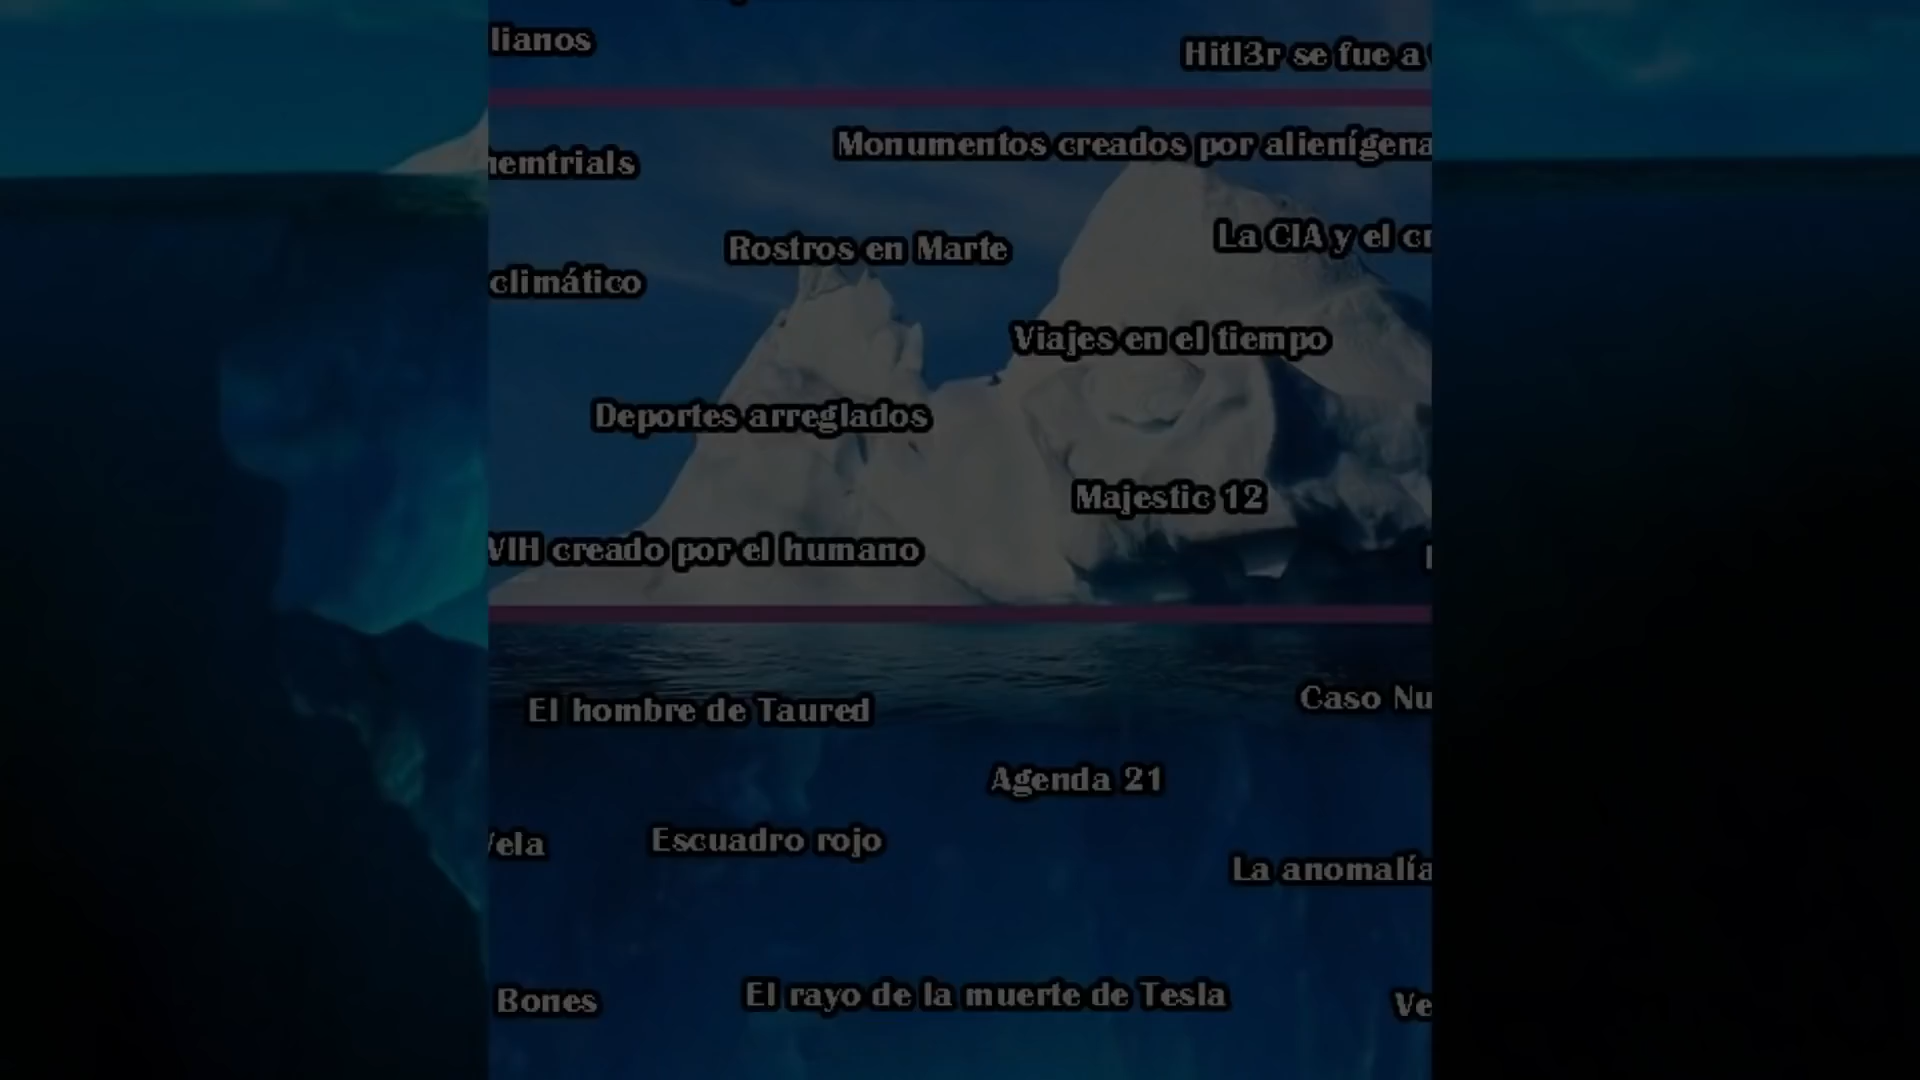 lianos
Hitl3r se fue a
Monumentos creados por alienígena
hemtrials
La CIA y el cr
Rostros en Marte
climático
Viajes en el tiempo
Deportes arreglados
Majestic 12
VIH creado por el humano
Caso Nu
El hombre de Taured
Agenda 21
Escuadro rojo
Vela
La anomalía
El rayo de la muerte de Tesla
Bones
Ve